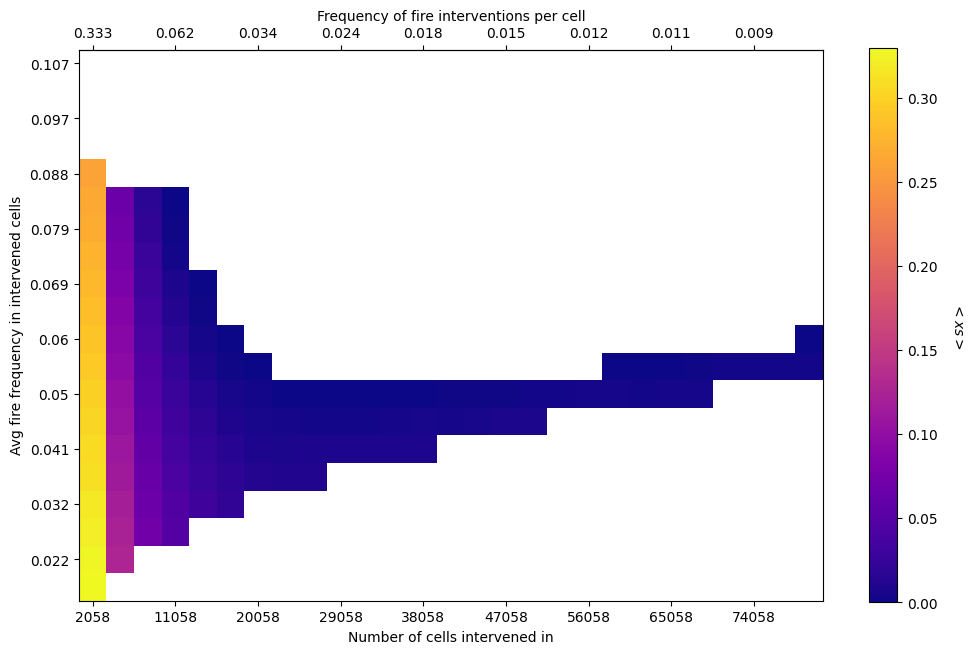 Frequency of fire interventions per cell
0.333 0.062 0.034 0.024 0.018 0.015 0.012 0.011 0.009
0.107
0.097
0.088
0.079
0.069
0.06
0.05
0.041
0.032
0.022
Avg fire frequency in intervened cells
2058 11058 20058 29058 38058 47058 56058 65058 74058
Number of cells intervened in
0.30
0.25
0.20
0.15
0.10
0.05
0.00
< sx >